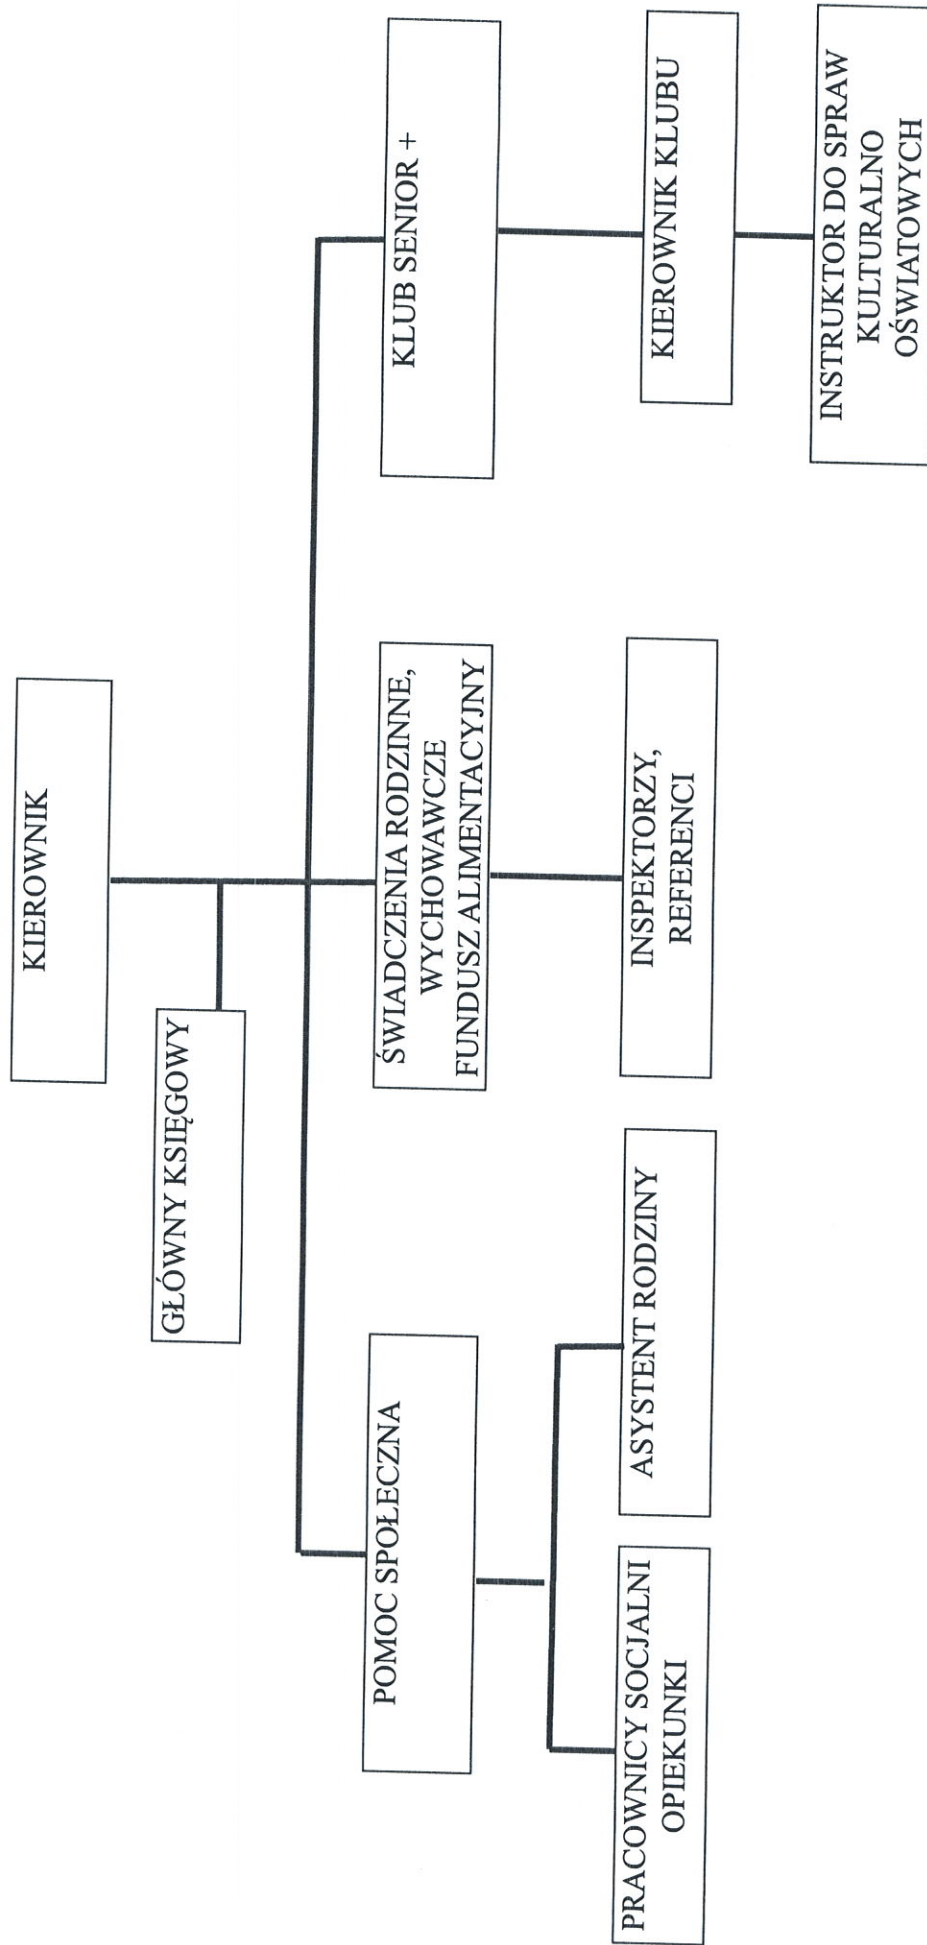 KIEROWNIK
GŁÓWNY KSIĘGOWY
POMOC SPOŁECZNA
ŚWIADCZENIA RODZINNE,
WYCHOWAWCZE
FUNDUSZ ALIMENTACYJNY
KLUB SENIOR +
PRACOWNICY SOCJALNI
OPIEKUNKI
ASYSTENT RODZINY
INSPEKTORZY,
REFERENCI
KIEROWNIK KLUBU
INSTRUKTOR DO SPRAW
KULTURALNO
OŚWIATOWYCH